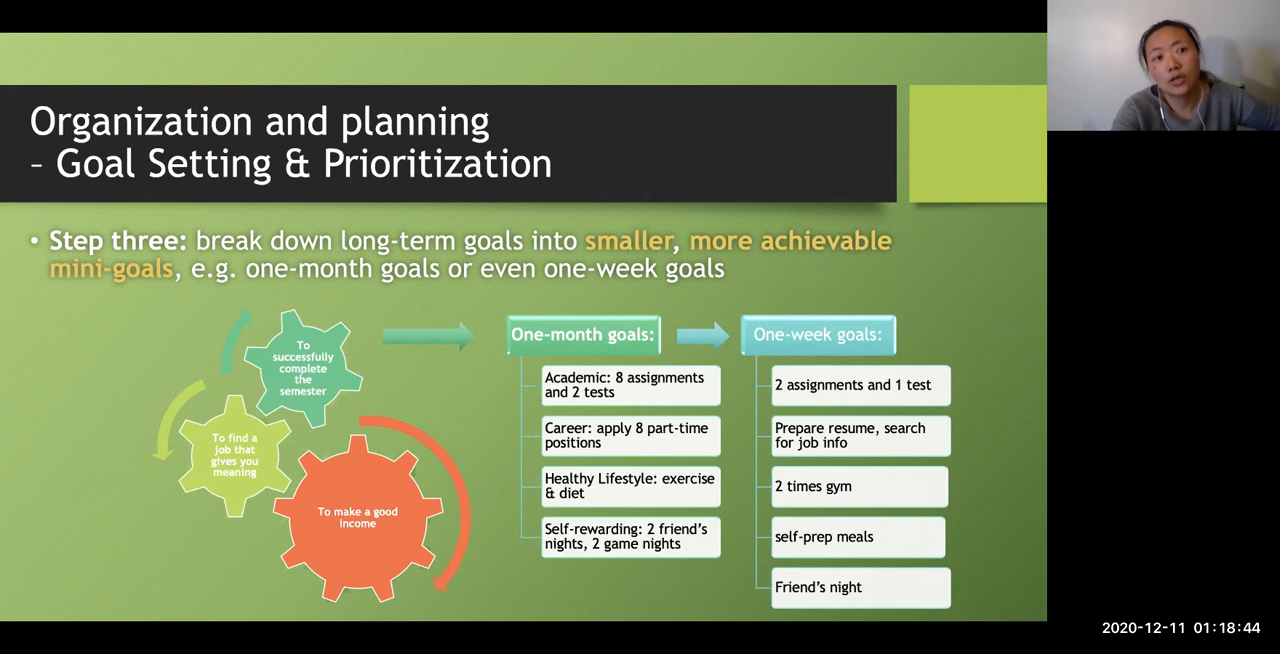 Organization and planning
– Goal Setting & Prioritization
• Step three: break down long-term goals into smaller, more achievable
mini-goals, e.g. one-month goals or even one-week goals
To
successfully
complete
the
semester
To find a
job that
gives you
meaning
To make a good
income
One-month goals:
Academic: 8 assignments
and 2 tests
Career: apply 8 part-time
positions
Healthy Lifestyle: exercise
& diet
Self-rewarding: 2 friend's
nights, 2 game nights
One-week goals:
2 assignments and 1 test
Prepare resume, search
for job info
2 times gym
self-prep meals
Friend's night
2020-12-11 01:18:44